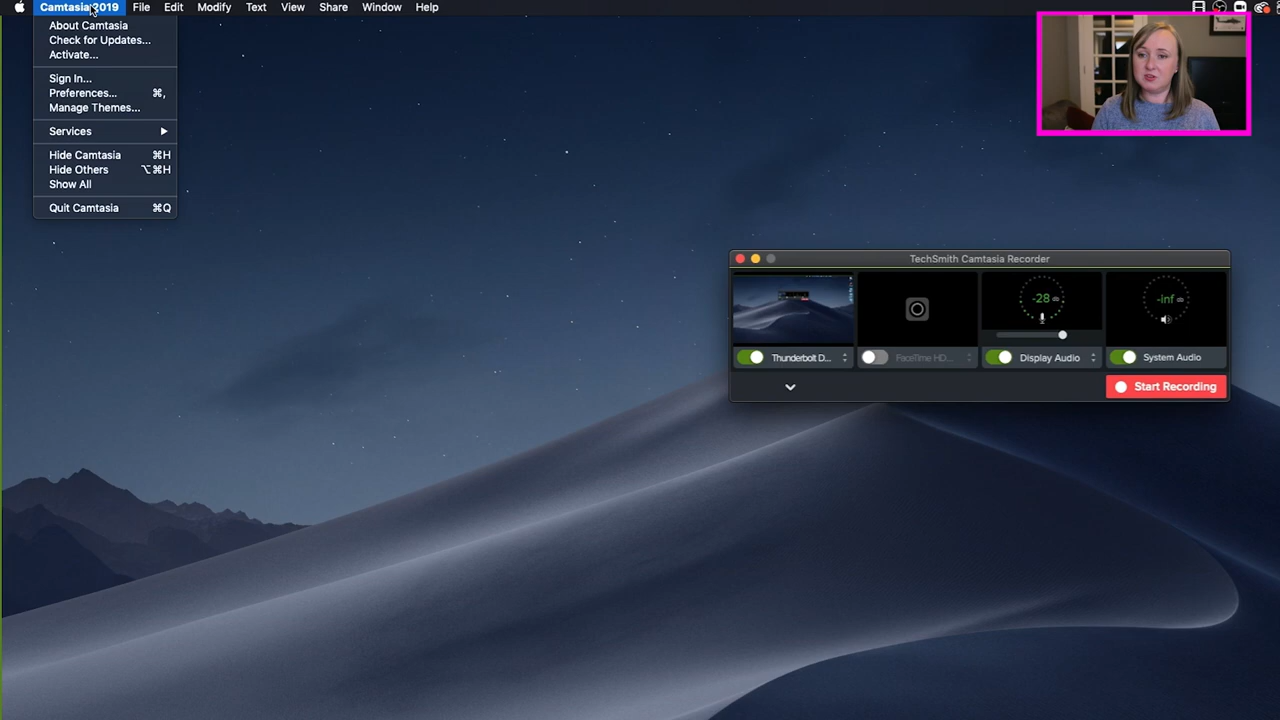 Camtasia 2019 File Edit Modify Text View Share Window Help
About Camtasia
Check for Updates...
Activate...
Sign In...
Preferences... ⌘,
Manage Themes...
Services
Hide Camtasia ⌘H
Hide Others ⌥⌘H
Show All
Quit Camtasia ⌘Q
TechSmith Camtasia Recorder
-28
-inf
Thunderbolt D...
FaceTime HD...
Display Audio
System Audio
Start Recording